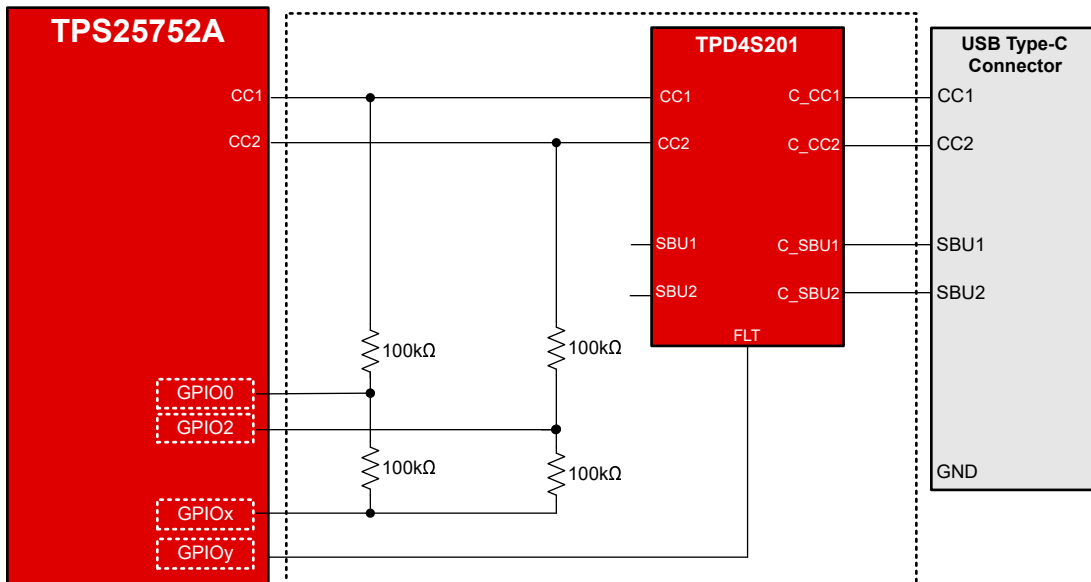 TPS25752A
CC1
CC2
GPIO0
GPIO2
GPIOx
GPIOy
100kΩ
100kΩ
100kΩ
100kΩ
TPD4S201
CC1
CC2
SBU1
SBU2
C_CC1
C_CC2
C_SBU1
C_SBU2
FLT
USB Type-C
Connector
CC1
CC2
SBU1
SBU2
GND